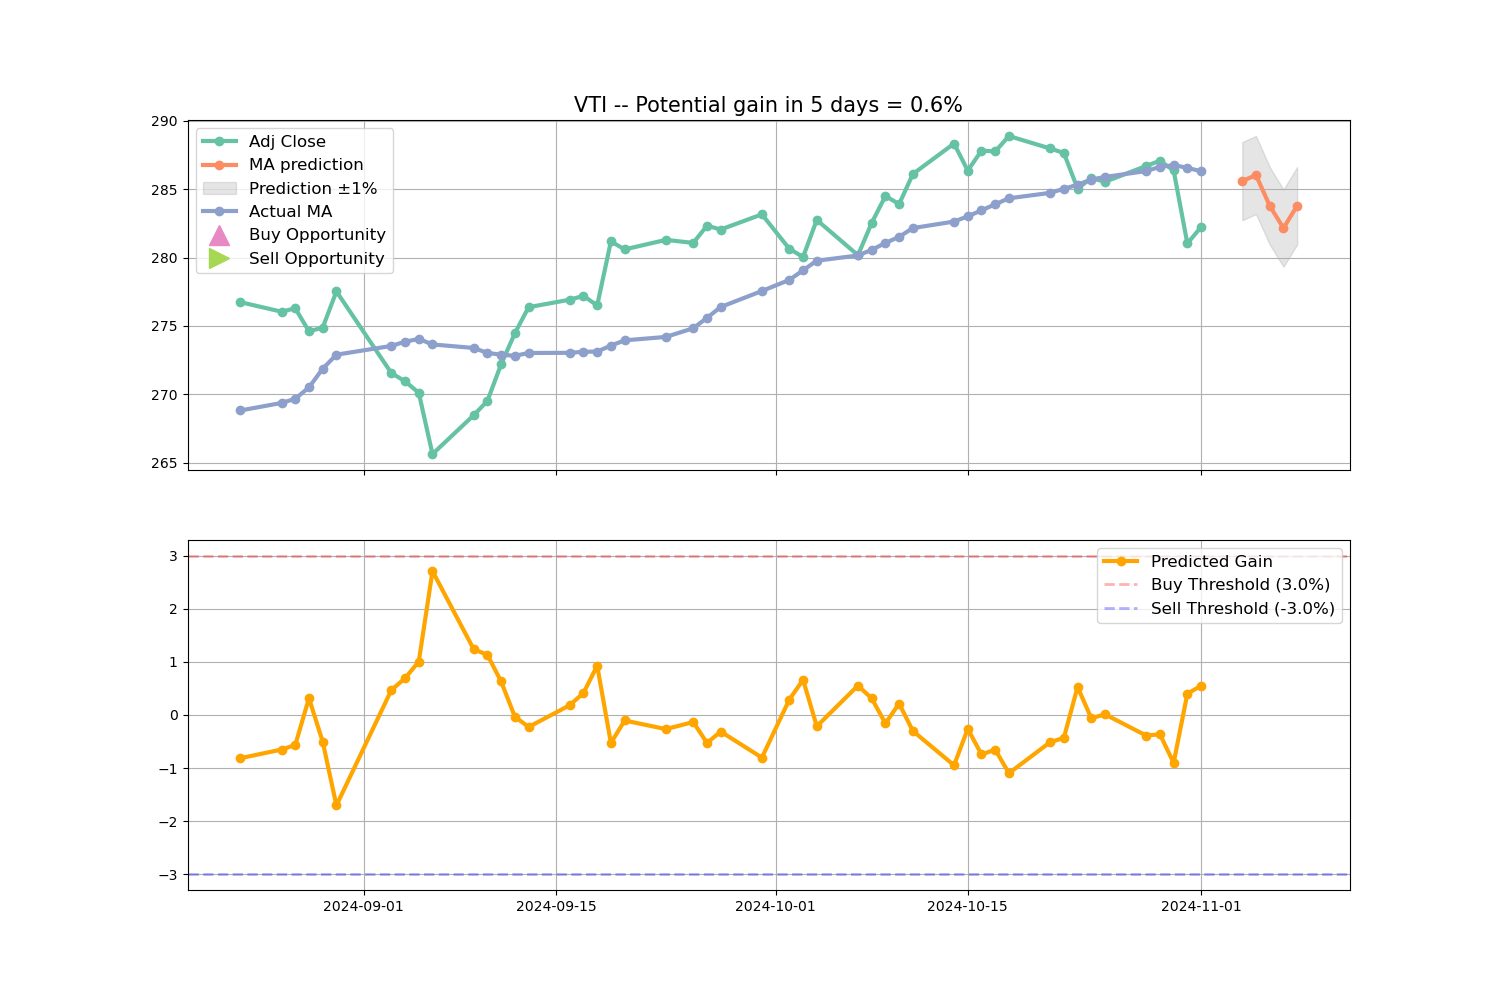 VTI -- Potential gain in 5 days = 0.6%
290
285
280
275
270
265
Adj Close
MA prediction
Prediction ±1%
Actual MA
Buy Opportunity
Sell Opportunity
3
2
1
0
−1
−2
−3
Predicted Gain
Buy Threshold (3.0%)
Sell Threshold (-3.0%)
2024-09-01
2024-09-15
2024-10-01
2024-10-15
2024-11-01